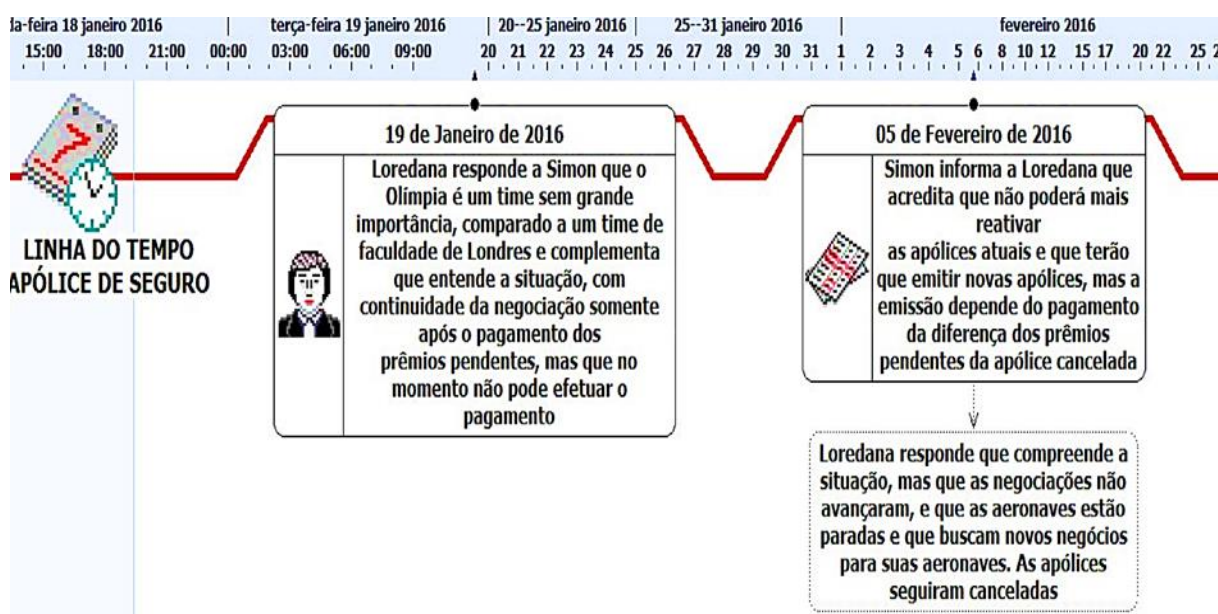 da-feira 18 janeiro 2016 terça-feira 19 janeiro 2016 20--25 janeiro 2016 25--31 janeiro 2016 fevereiro 2016
15:00 18:00 21:00 00:00 03:00 06:00 09:00 20 21 22 23 24 25 26 27 28 29 30 31 1 2 3 4 5 6 8 10 12 15 17 20 22 25
LINHA DO TEMPO
APÓLICE DE SEGURO
19 de Janeiro de 2016
Loredana responde a Simon que o
Olímpia é um time sem grande
importância, comparado a um time de
faculdade de Londres e complementa
que entende a situação, com
continuidade da negociação somente
após o pagamento dos
prêmios pendentes, mas que no
momento não pode efetuar o
pagamento
05 de Fevereiro de 2016
Simon informa a Loredana que
acredita que não poderá mais
reativar
as apólices atuais e que terão
que emitir novas apólices, mas a
emissão depende do pagamento
da diferença dos prêmios
pendentes da apólice cancelada
Loredana responde que compreende a
situação, mas que as negociações não
avançaram, e que as aeronaves estão
paradas e que buscam novos negócios
para suas aeronaves. As apólices
seguiram canceladas